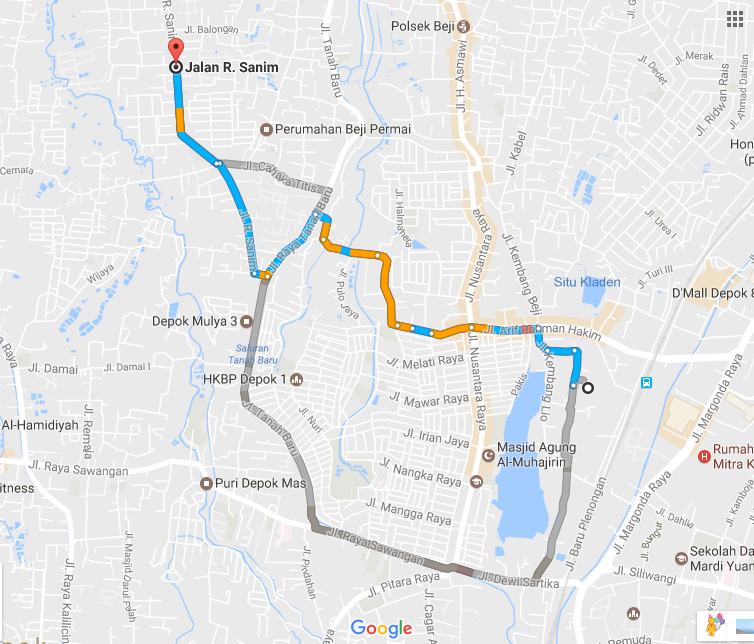 Jl. R. Sanim
Jl. Balongan
Polsek Beji
Jl. Tanah Baru
Jl. H. Asmawi
Jl. Merak
Jl. Dedet
Jl. Ridwan Rais
Jl. Ahmad Dahlan
Jalan R. Sanim
Perumahan Beji Permai
Jl. Kabel
Hon
(p
Cemara
Jl. Cahaka Titis
Jl. Halmahera
Jl. Raya Tanah Baru
Jl. R. Sanim
Jl. Nusantara Raya
Jl. Kembang Beji
Jl. Urea I
Jl. Turi III
Wijaya
Jl. Pulo Jaya
Situ Kladen
D'Mall Depok 8
Depok Mulya 3
Saluran
Tanah Baru
Jl. Arif Rahman Hakim
Jl. Damai
Jl. Damai I
Jl. Melati Raya
Jl. Nusantara Raya
Jl. Kembang Lio
Pakis
HKBP Depok 1
Jl. Mawar Raya
Jl. Margonda Raya
Al-Hamidiyah
Jl. Remaja
Jl. Tanah Baru
Jl. Nuri
Jl. Irian Jaya
Masjid Agung
Al-Muhajirin
H
Rumah
Mitra K
Jl. Raya Sawangan
Jl. Nangka Raya
itness
Puri Depok Mas
Jl. Mangga Raya
Jl. Baru Plenongan
Jl. Margonda Raya
Jl. Dahlia
Jl. Bungur
Jl. Kamboja
Jl. Masjid Darul Falah
Jl. Raya Sawangan
Sekolah Da
Mardi Yuan
Jl. Raya Kalilicin
Jl. Pitara Raya
Jl. Dewi Sartika
Jl. Siliwangi
Jl. Cagar A
Google
Pemuda